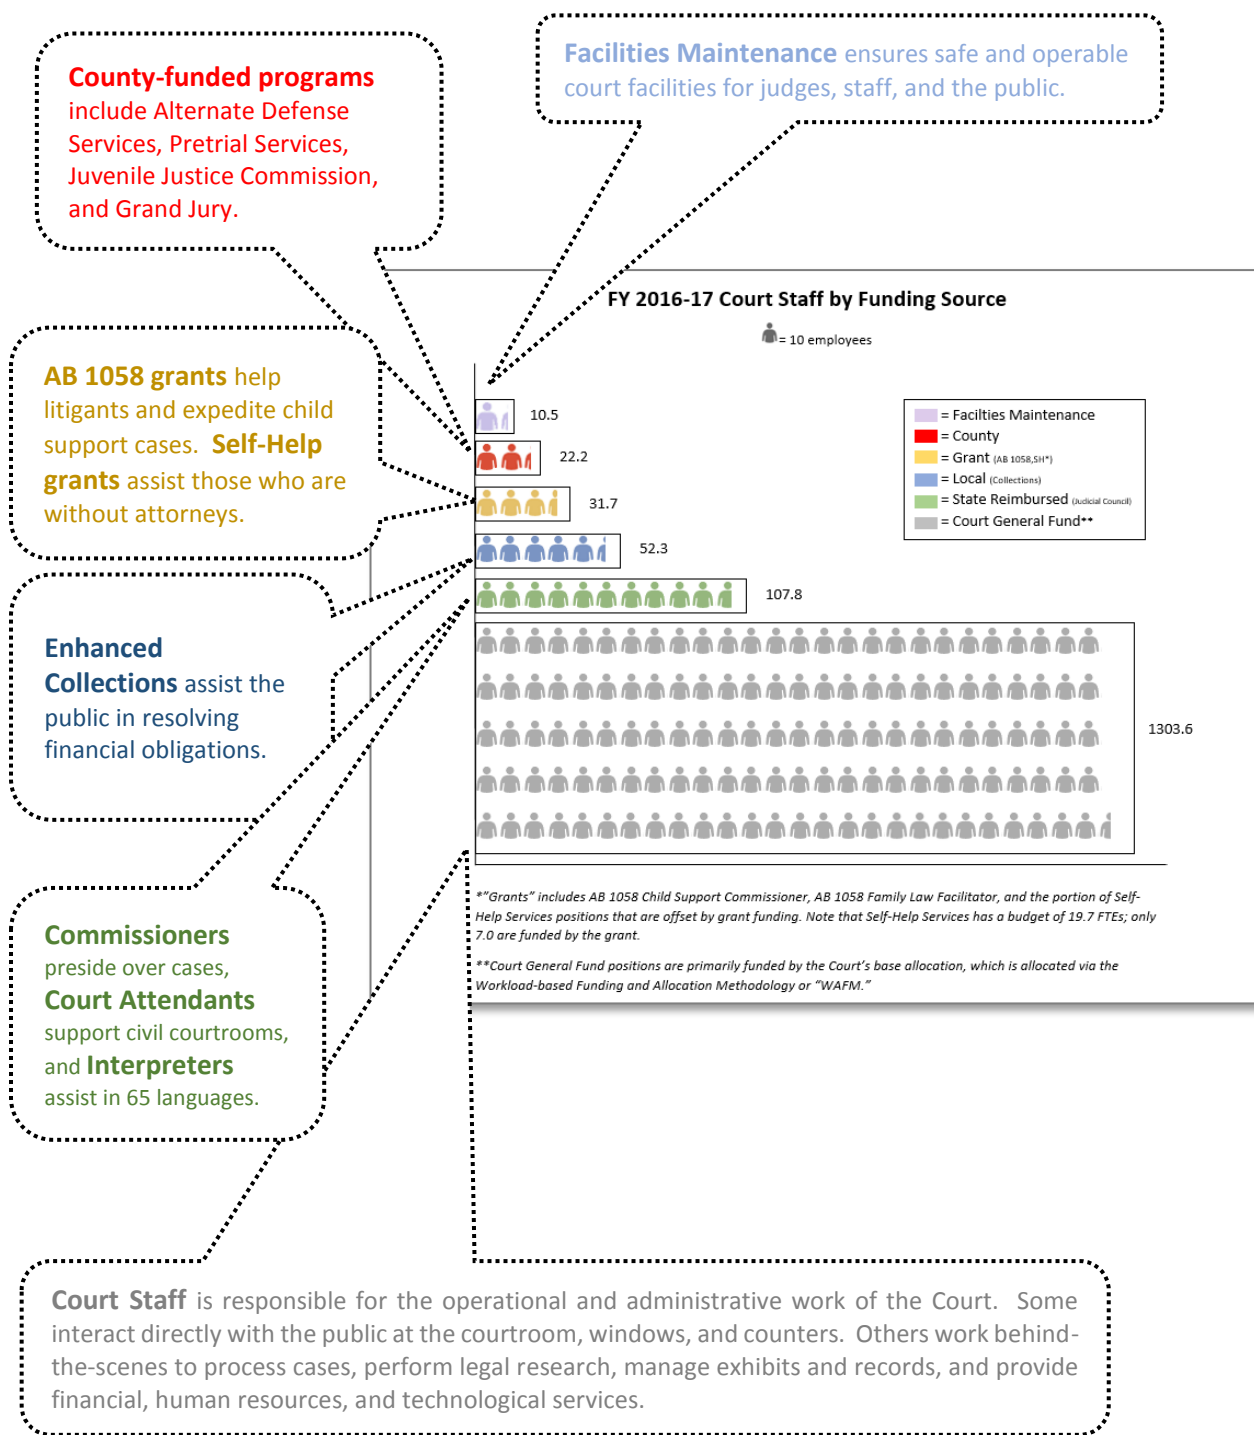 County-funded programs
include Alternate Defense
Services, Pretrial Services,
Juvenile Justice Commission,
and Grand Jury.
Facilities Maintenance ensures safe and operable
court facilities for judges, staff, and the public.
AB 1058 grants help
litigants and expedite child
support cases. Self-Help
grants assist those who are
without attorneys.
Enhanced
Collections assist the
public in resolving
financial obligations.
Commissioners
preside over cases,
Court Attendants
support civil courtrooms,
and Interpreters
assist in 65 languages.
FY 2016-17 Court Staff by Funding Source
= 10 employees
10.5
22.2
31.7
52.3
107.8
1303.6
= Facilties Maintenance
= County
= Grant (AB 1058,SH*)
= Local (Collections)
= State Reimbursed (Judicial Council)
= Court General Fund**
*"Grants" includes AB 1058 Child Support Commissioner, AB 1058 Family Law Facilitator, and the portion of Self-
Help Services positions that are offset by grant funding. Note that Self-Help Services has a budget of 19.7 FTEs; only
7.0 are funded by the grant.
**Court General Fund positions are primarily funded by the Court's base allocation, which is allocated via the
Workload-based Funding and Allocation Methodology or "WAFM."
Court Staff is responsible for the operational and administrative work of the Court. Some
interact directly with the public at the courtroom, windows, and counters. Others work behind-
the-scenes to process cases, perform legal research, manage exhibits and records, and provide
financial, human resources, and technological services.